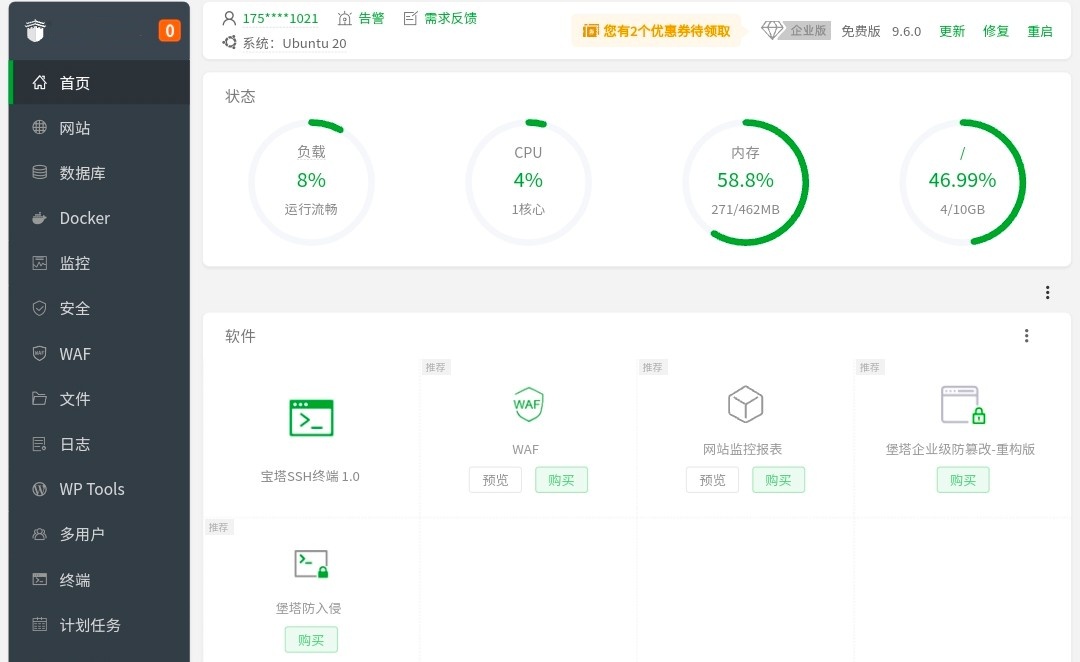 0
首页
网站
数据库
Docker
监控
安全
WAF
文件
日志
WP Tools
多用户
终端
计划任务
175****1021 告警 需求反馈
系统: Ubuntu 20
您有2个优惠券待领取 企业版 免费版 9.6.0 更新 修复 重启
状态
负载
8%
运行流畅
CPU
4%
1核心
内存
58.8%
271/462MB
/
46.99%
4/10GB
软件
宝塔SSH终端 1.0
推荐
WAF
WAF
预览 购买
推荐
网站监控报表
预览 购买
推荐
堡塔企业级防篡改-重构版
购买
推荐
堡塔防入侵
购买